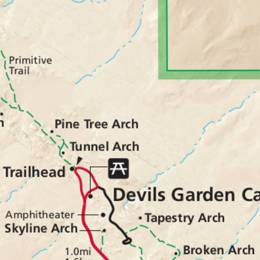 Primitive
Trail
Pine Tree Arch
Tunnel Arch
Trailhead
Devils Garden Ca
Amphitheater
Tapestry Arch
Skyline Arch
Broken Arch
1.0mi